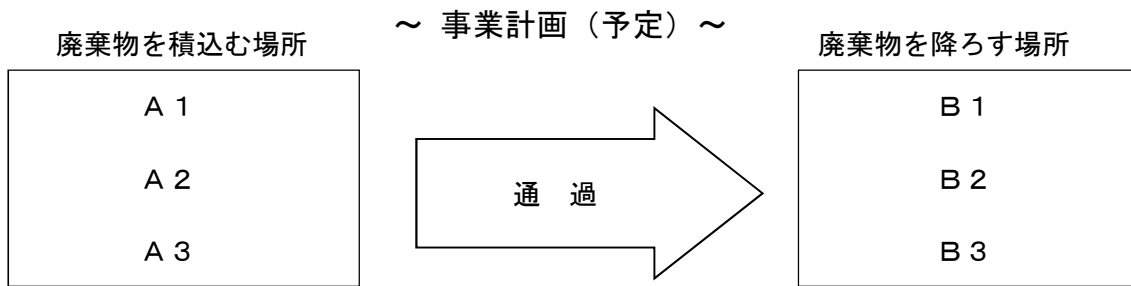 ～ 事業計画（予定）～
廃棄物を積込む場所
廃棄物を降ろす場所
Ａ１
Ａ２
Ａ３
通　過
Ｂ１
Ｂ２
Ｂ３